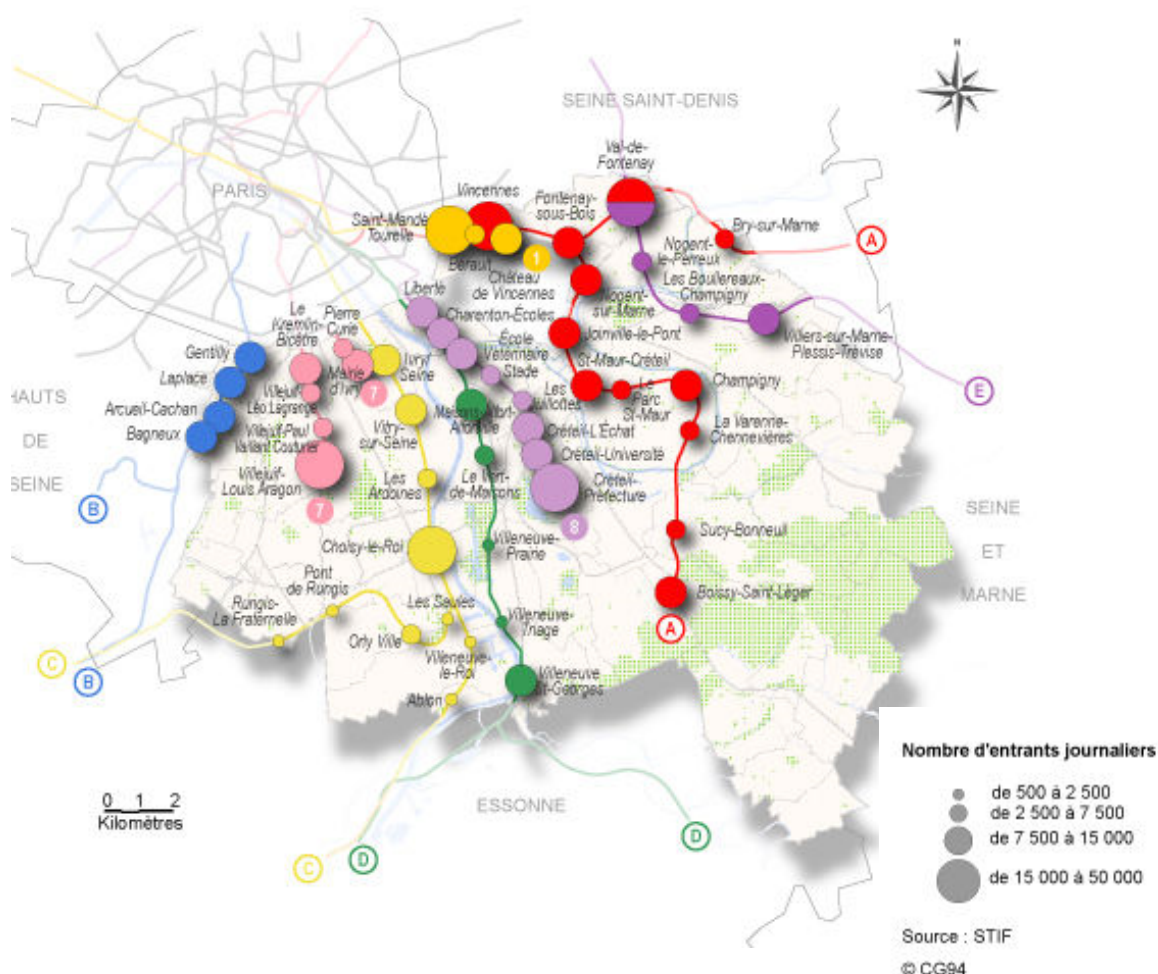 N
SEINE SAINT-DENIS
Val-de-
Fontenay
PARIS
Vincennes
Fontenay-
sous-Bois
Saint-Mandé
Tourelle
Bry-sur-Marne
A
Bérault
1
Château
de Vincennes
Nogent-
le-Perreux
Les Boullereaux-
Champigny
Liberté
Charenton-Écoles
Nogent-
sur-Marne
Le
Kremlin-
Bicêtre
Pierre
Curie
École
Vétérinaire
Stade
Joinville-le-Pont
Villiers-sur-Marne-
Plessis-Trévise
Gentilly
Ivry/
Seine
St-Maur-Créteil
Laplace
Mairie
d'Ivry
7
Les
Juilliottes
Le
Parc
St-Maur
Champigny
E
HAUTS
DE
SEINE
Villejuif-
Léo Lagrange
Arcueil-Cachan
Maisons-Alfort-
Alfortville
Créteil-L'Échat
La Varenne-
Chennevières
Bagneux
Villejuif-Paul
Vaillant Couturier
Vitry-
sur-Seine
Créteil-Université
Villejuif-
Louis Aragon
Les
Ardoines
Le Vert-
de-Maisons
Créteil-
Préfecture
B
7
8
SEINE
ET
MARNE
Choisy-le-Roi
Villeneuve-
Prairie
Sucy-Bonneuil
Pont
de Rungis
Les Saules
Boissy-Saint-Léger
Rungis-
La Fraternelle
Orly Ville
Villeneuve-
Triage
A
Villeneuve-
le-Roi
C
B
Ablon
Villeneuve
St-Georges
ESSONNE
0 1 2
Kilomètres
C
D
D
Nombre d'entrants journaliers
de 500 à 2 500
de 2 500 à 7 500
de 7 500 à 15 000
de 15 000 à 50 000
Source : STIF
© CG94